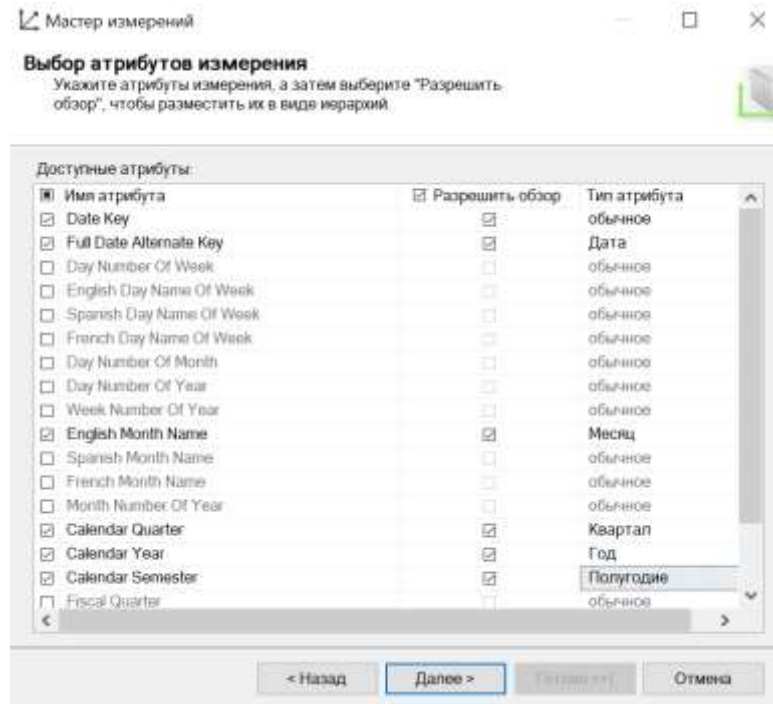 Мастер измерений
Выбор атрибутов измерения
Укажите атрибуты измерения, а затем выберите "Разрешить
обзор", чтобы разместить их в виде иерархий
Доступные атрибуты:
Имя атрибута Разрешить обзор Тип атрибута
Date Key обычное
Full Date Alternate Key Дата
Day Number Of Week обычное
English Day Name Of Week обычное
Spanish Day Name Of Week обычное
French Day Name Of Week обычное
Day Number Of Month обычное
Day Number Of Year обычное
Week Number Of Year обычное
English Month Name Месяц
Spanish Month Name обычное
French Month Name обычное
Month Number Of Year обычное
Calendar Quarter Квартал
Calendar Year Год
Calendar Semester Полугодие
Fiscal Quarter обычное
< Назад Далее > Отмена